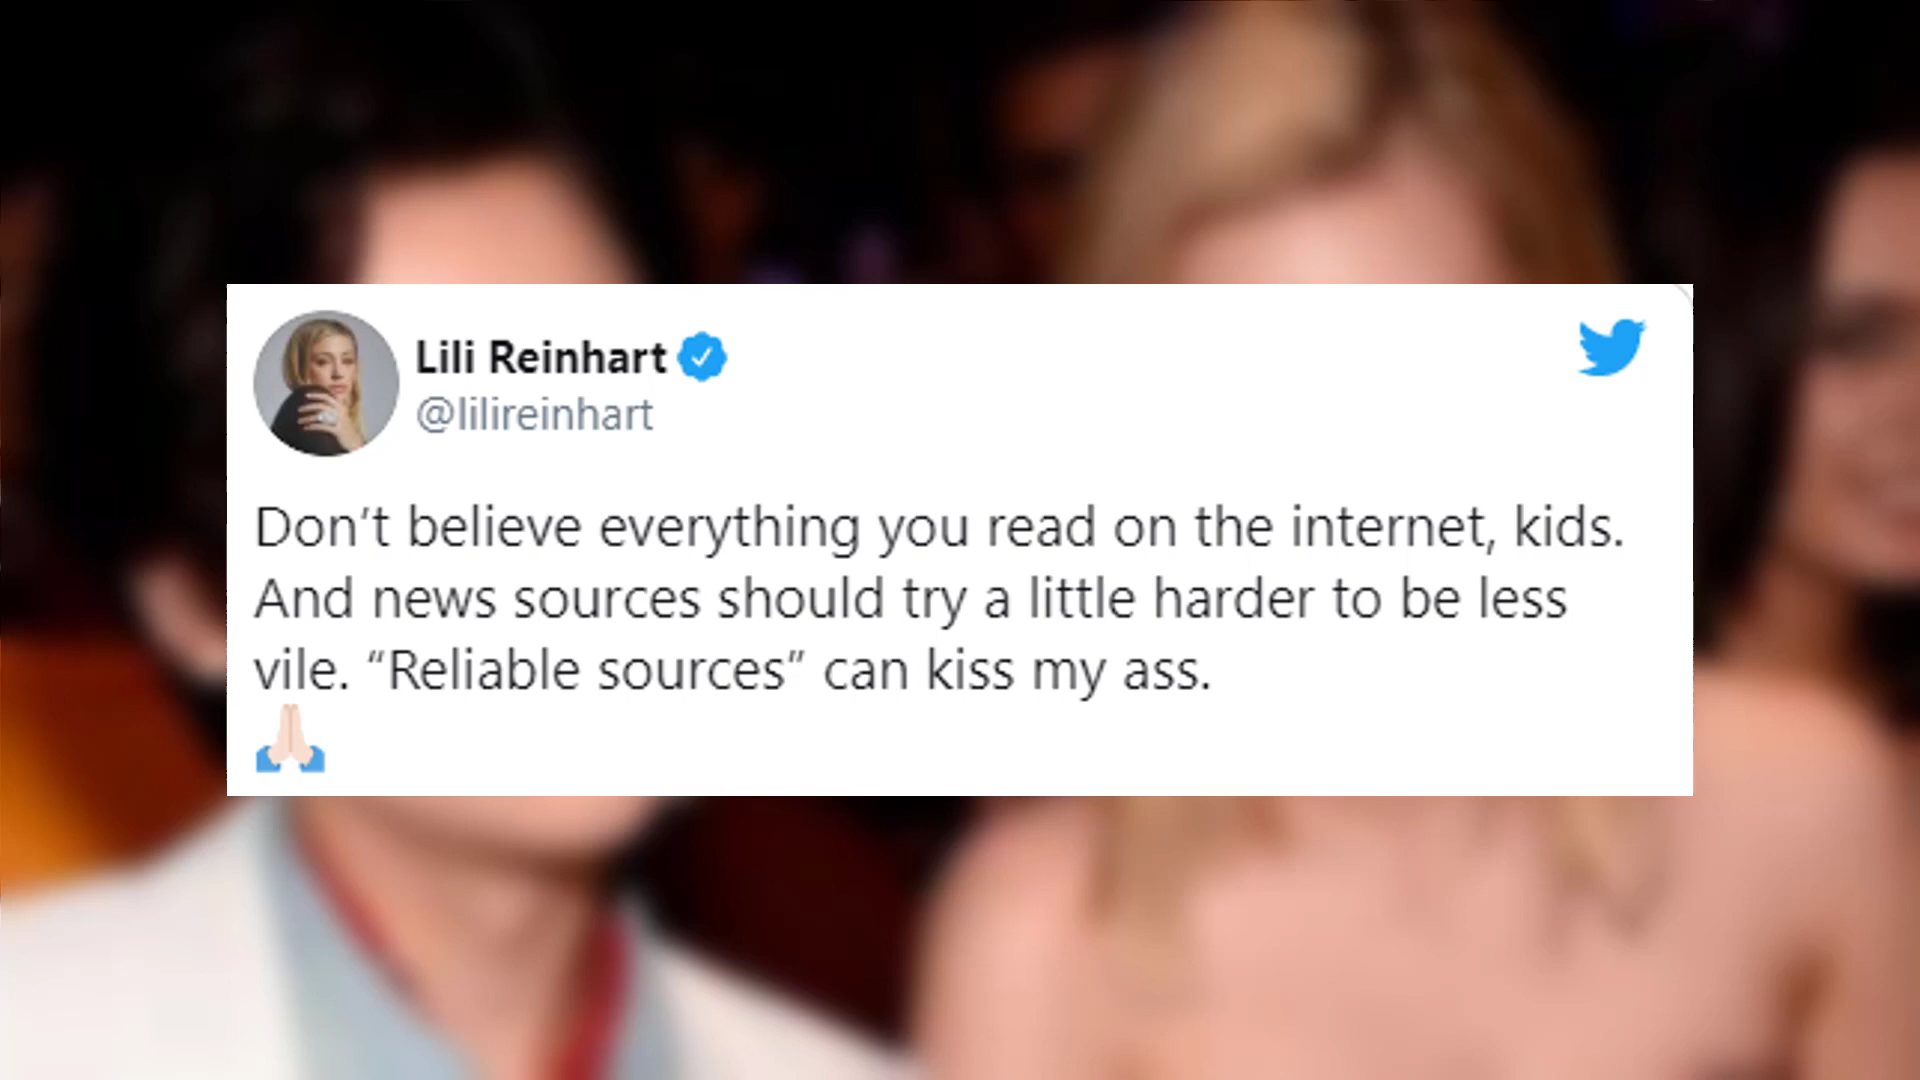 Lili Reinhart
@lilireinhart
Don’t believe everything you read on the internet, kids.
And news sources should try a little harder to be less
vile. “Reliable sources” can kiss my ass.
🙏🏻